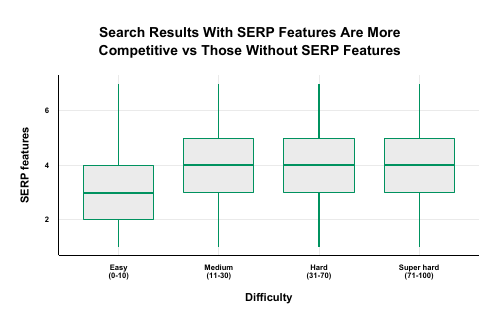 Search Results With SERP Features Are More
Competitive vs Those Without SERP Features
SERP features
6
4
2
Easy
(0-10)
Medium
(11-30)
Hard
(31-70)
Super hard
(71-100)
Difficulty